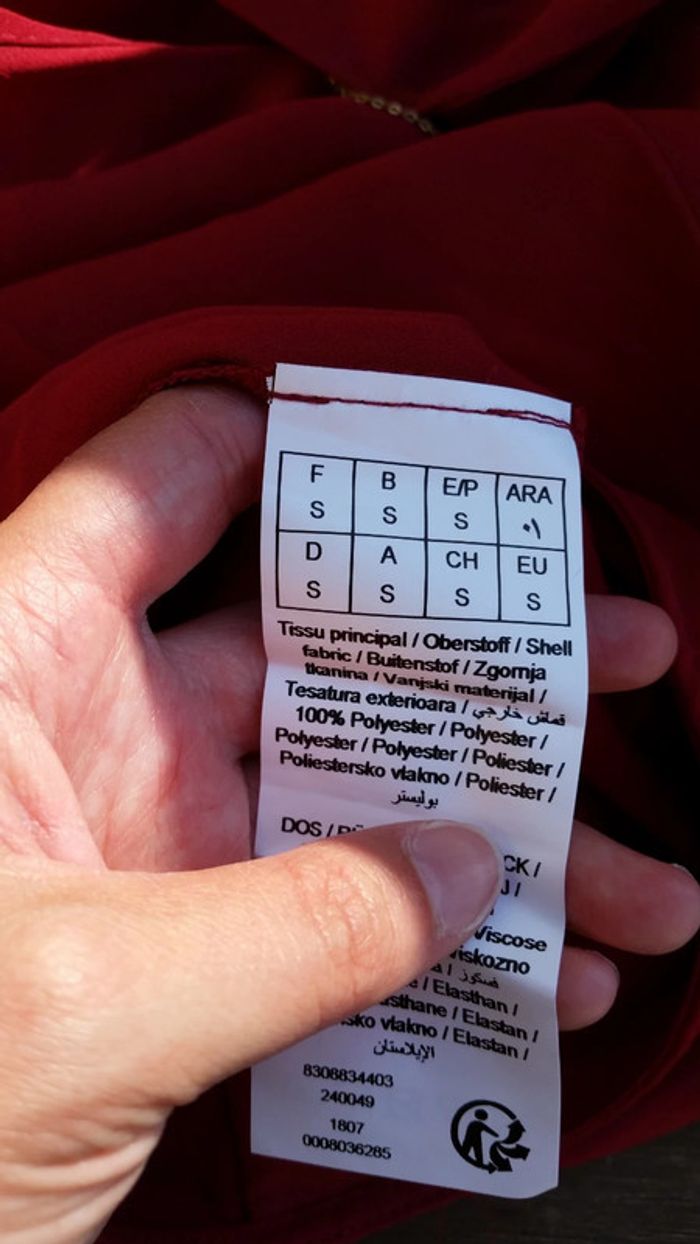 F B E/P ARA
S S S ٠١
D A CH EU
S S S S
Tissu principal / Oberstoff / Shell
fabric / Buitenstof / Zgornja
tkanina / Vanjski materijal /
Tesatura exterioara / قماش خارجي
100% Polyester / Polyester /
Polyester / Polyester / Poliester /
Poliestersko vlakno / Poliester /
بوليستر
DOS /
CK /
J /
Viscose
viskozno
فسكوز /
/ Elasthan /
/ Elastan /
vlakno / Elastan /
الإيلاستان
8308834403
240049
1807
0008036285